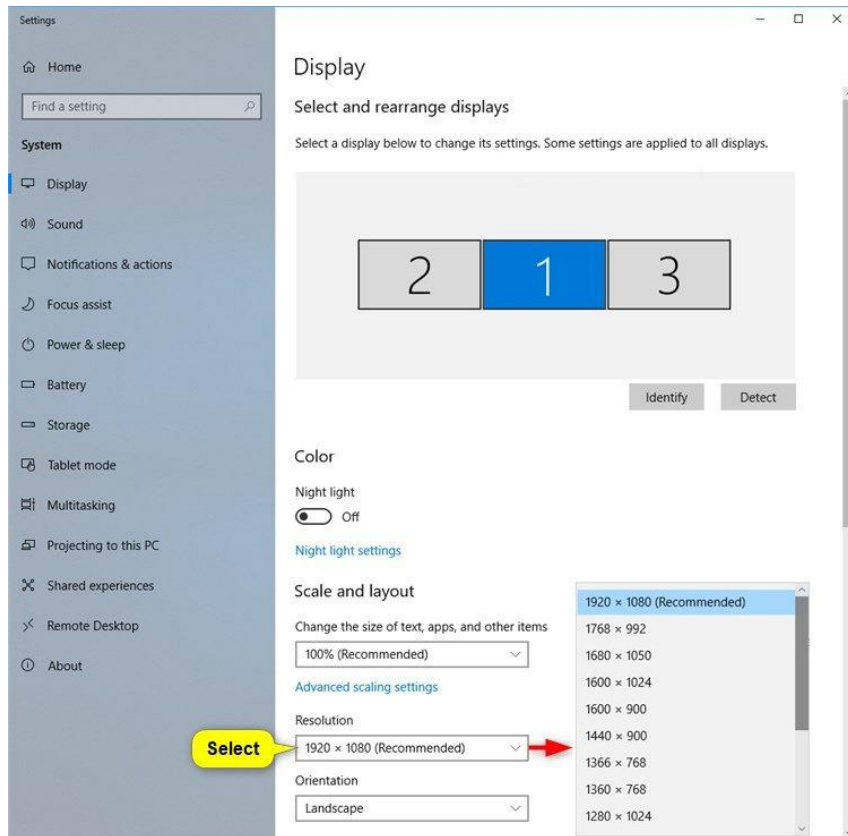 Settings
Home
Find a setting
System
Display
Sound
Notifications & actions
Focus assist
Power & sleep
Battery
Storage
Tablet mode
Multitasking
Projecting to this PC
Shared experiences
Remote Desktop
About
Display
Select and rearrange displays
Select a display below to change its settings. Some settings are applied to all displays.
2 1 3
Identify Detect
Color
Night light
Off
Night light settings
Scale and layout
Change the size of text, apps, and other items
100% (Recommended)
Advanced scaling settings
Resolution
Select
1920 × 1080 (Recommended)
Orientation
Landscape
1920 × 1080 (Recommended)
1768 × 992
1680 × 1050
1600 × 1024
1600 × 900
1440 × 900
1366 × 768
1360 × 768
1280 × 1024